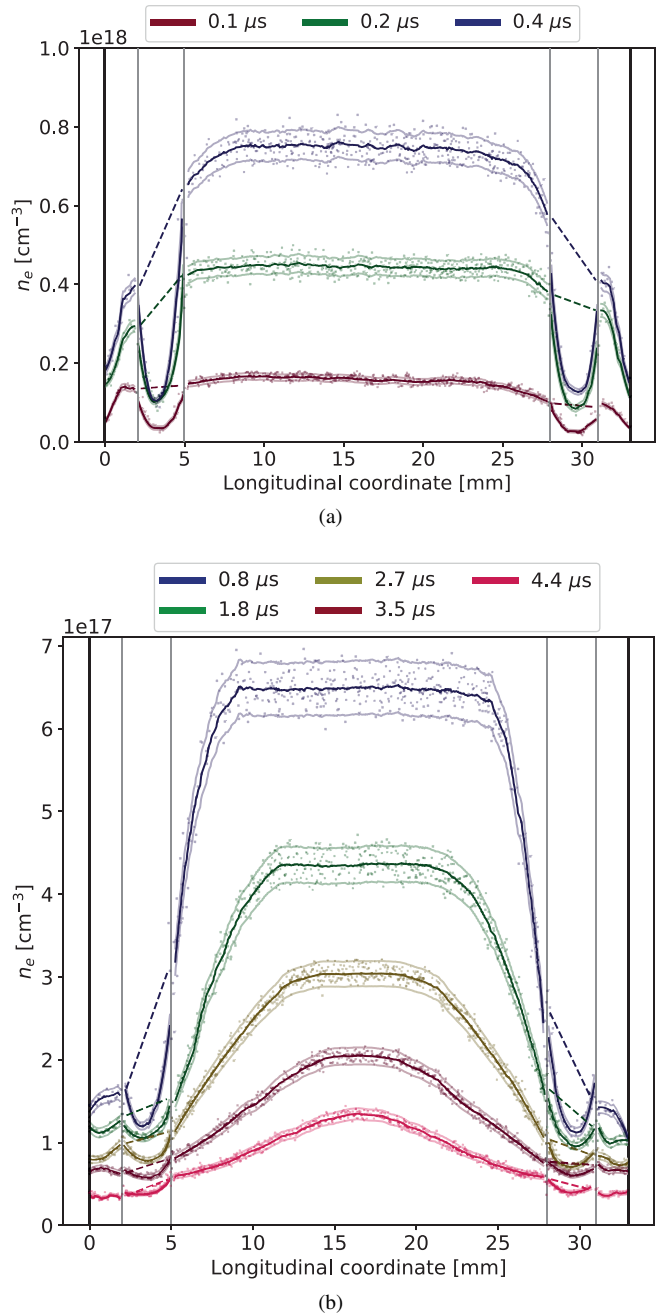 0.1 μs 0.2 μs 0.4 μs
1e18
1.0
0.8
0.6
0.4
0.2
0.0
n_e [cm⁻³]
0 5 10 15 20 25 30
Longitudinal coordinate [mm]
(a)
0.8 μs 2.7 μs 4.4 μs
1.8 μs 3.5 μs
1e17
7
6
5
4
3
2
1
0
n_e [cm⁻³]
0 5 10 15 20 25 30
Longitudinal coordinate [mm]
(b)